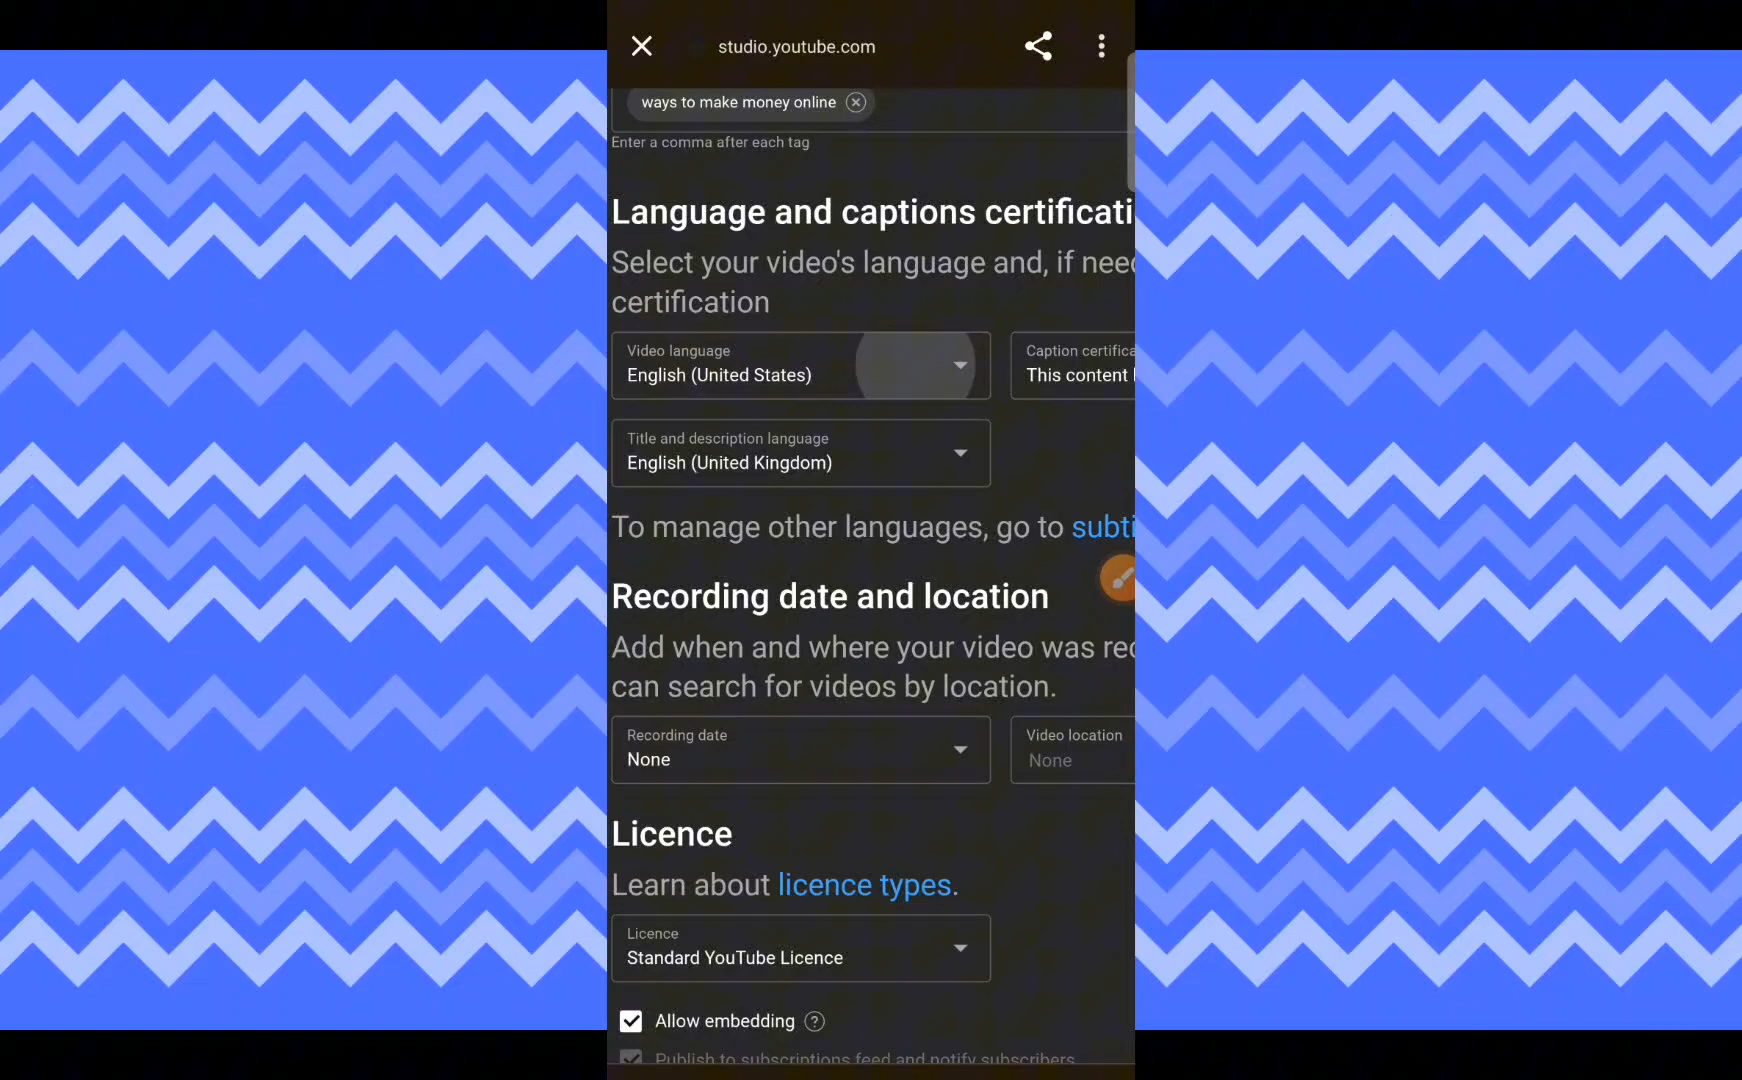 studio.youtube.com
ways to make money online
Enter a comma after each tag
Language and captions certificati
Select your video's language and, if need
certification
Video language
English (United States)
Caption certifica
This content
Title and description language
English (United Kingdom)
To manage other languages, go to subti
Recording date and location
Add when and where your video was rec
can search for videos by location.
Recording date
None
Video location
None
Licence
Learn about licence types.
Licence
Standard YouTube Licence
Allow embedding ?
Publish to subscriptions feed and notify subscribers